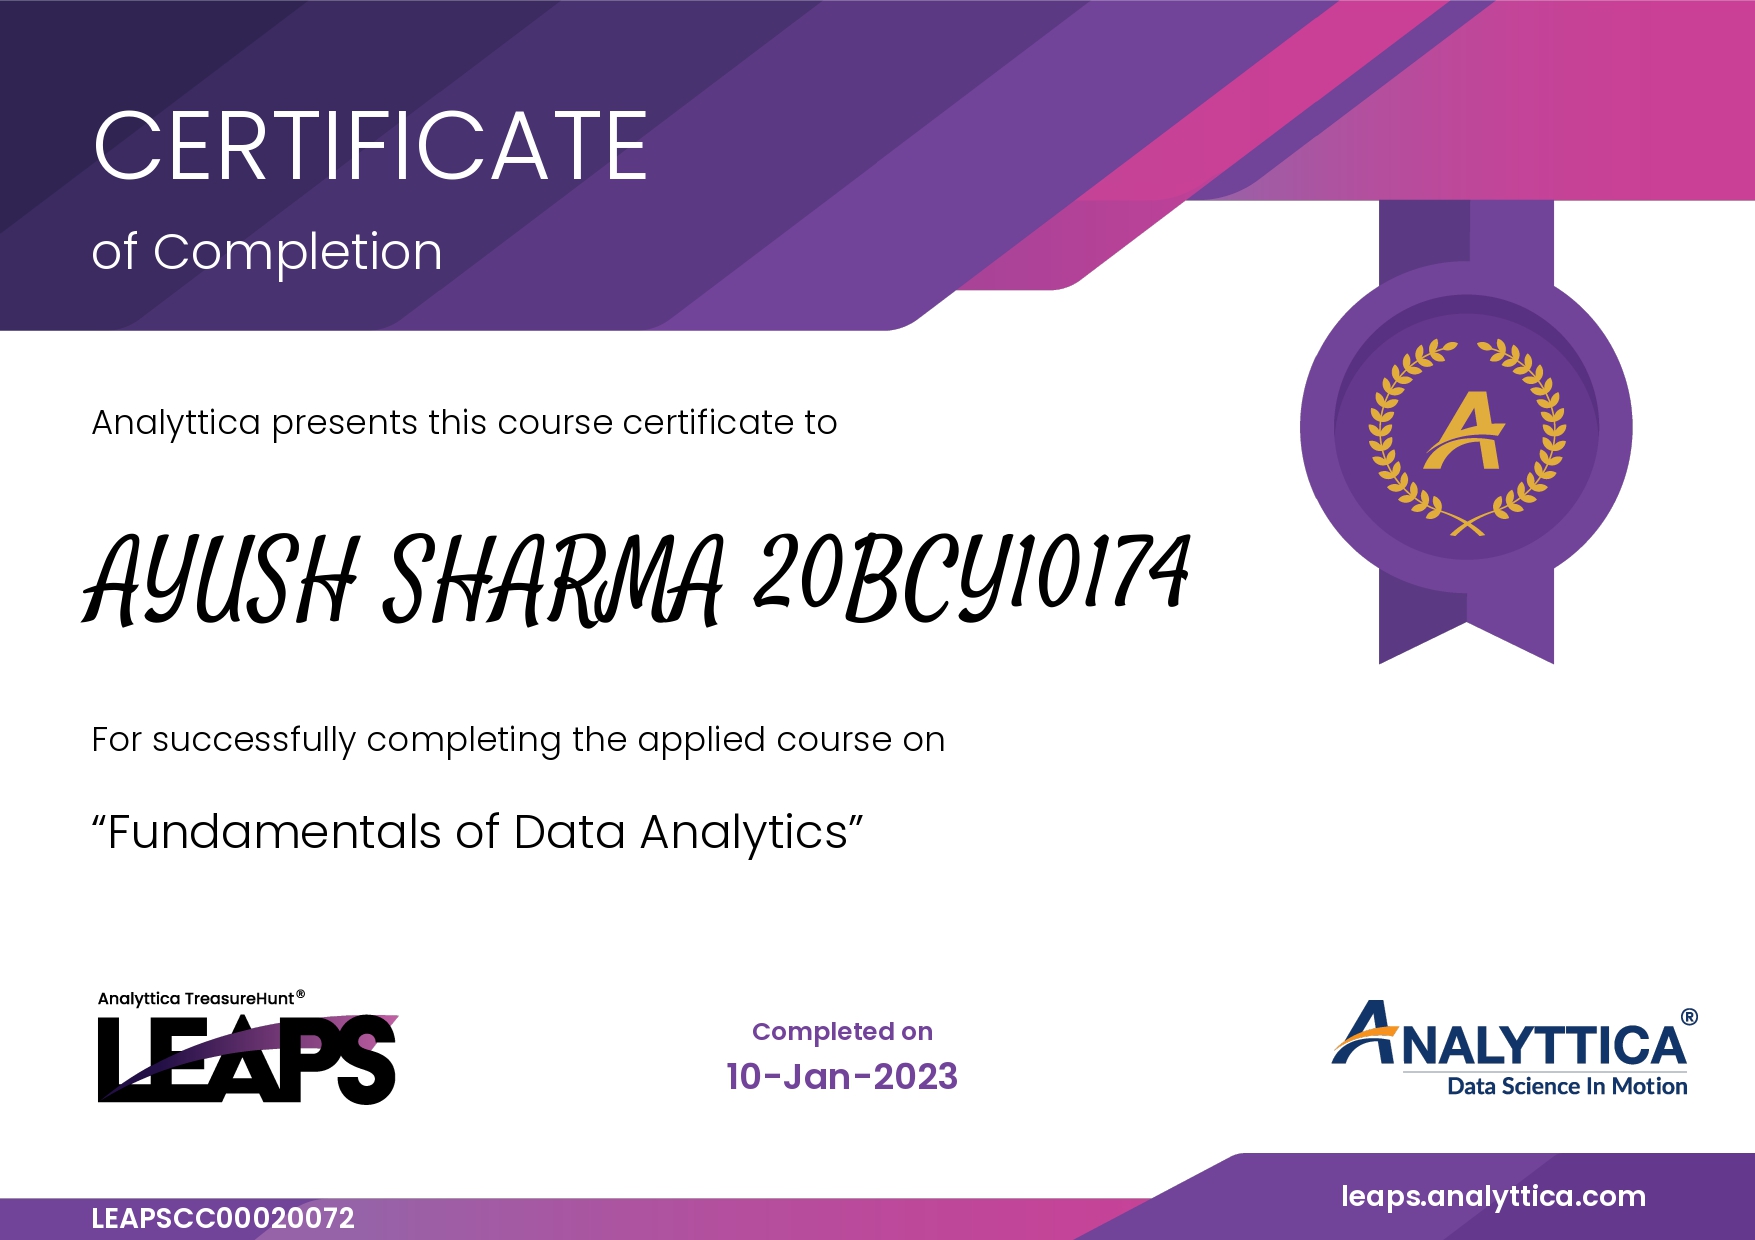 CERTIFICATE
of Completion
Analyttica presents this course certificate to
AYUSH SHARMA 20BCY10174
For successfully completing the applied course on
“Fundamentals of Data Analytics”
Analyttica TreasureHunt®
LEAPS
Completed on
10-Jan-2023
ANALYTTICA®
Data Science In Motion
leaps.analyttica.com
LEAPSCC00020072